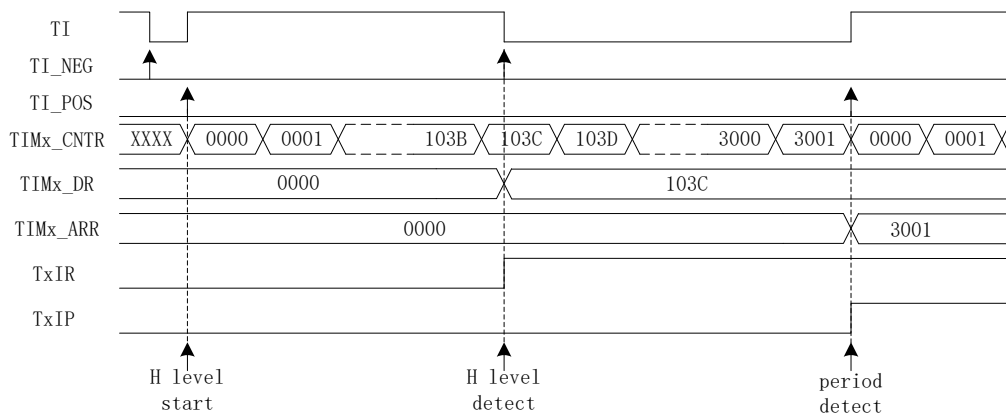 TI
TI_NEG
TI_POS
TIMx_CNTR XXXX 0000 0001 103B 103C 103D 3000 3001 0000 0001
TIMx_DR 0000 103C
TIMx_ARR 0000 3001
TxIR
TxIP
H level start
H level detect
period detect